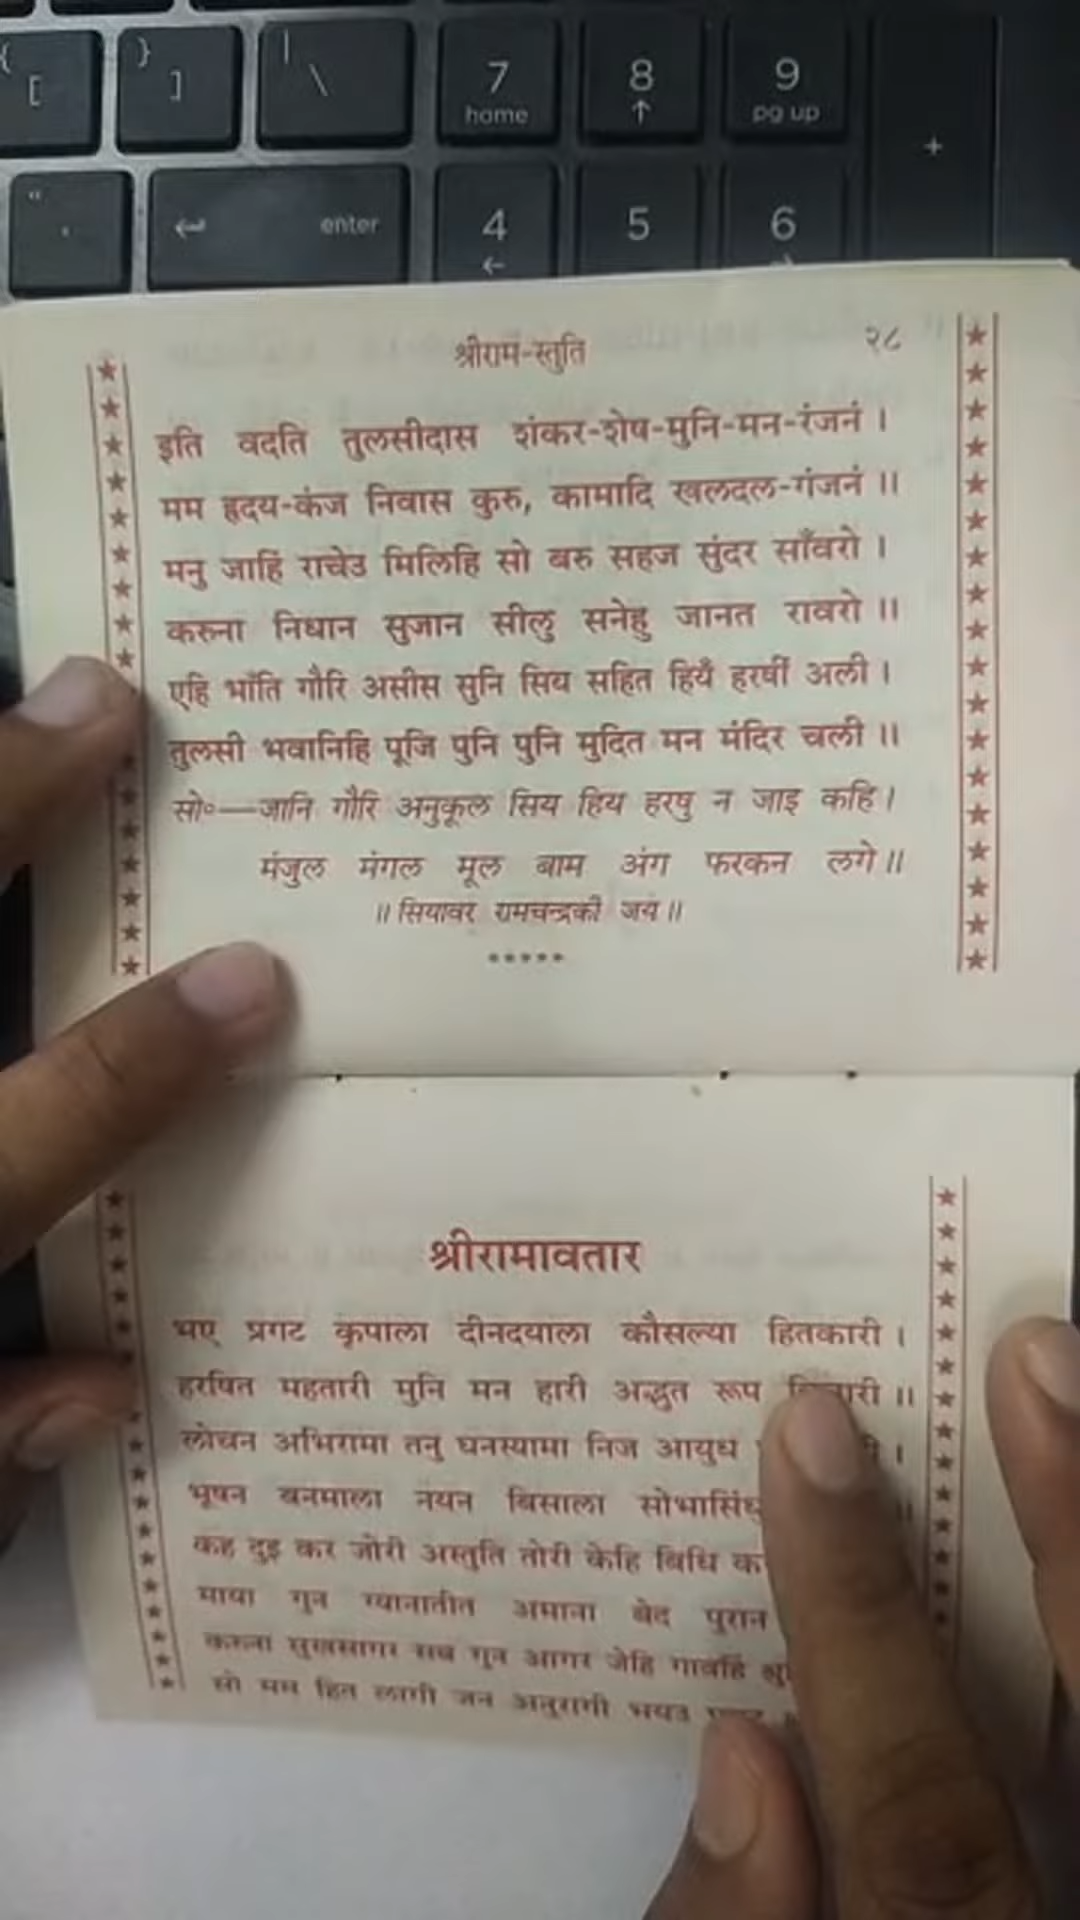 {
[
}
]
|
\
7
home
8
↑
9
pg up
+
"
'
enter
4
←
5
6
श्रीराम-स्तुति २८
इति वदति तुलसीदास शंकर-शेष-मुनि-मन-रंजनं ।
मम हृदय-कंज निवास कुरु, कामादि खलदल-गंजनं ॥
मनु जाहिं राचेउ मिलिहि सो बरु सहज सुंदर साँवरो ।
करुना निधान सुजान सीलु सनेहु जानत रावरो ॥
एहि भाँति गौरि असीस सुनि सिय सहित हियँ हरषीं अली ।
तुलसी भवानिहि पूजि पुनि पुनि मुदित मन मंदिर चली ॥
सो०—जानि गौरि अनुकूल सिय हिय हरषु न जाइ कहि ।
मंजुल मंगल मूल बाम अंग फरकन लगे ॥
॥ सियावर रामचन्द्रकी जय ॥
श्रीरामावतार
भए प्रगट कृपाला दीनदयाला कौसल्या हितकारी ।
हरषित महतारी मुनि मन हारी अद्भुत रूप ॥
लोचन अभिरामा तनु घनस्यामा निज आयुध ।
भूषन बनमाला नयन बिसाला
कह दुइ कर जोरी अस्तुति तोरी केहि बिधि
माया गुन ग्यानातीत अमाना बेद पुरान
करुना सुखसागर सब गुन आगर जेहि गावहिं
सो मम हित लागी जन अनुरागी भयउ